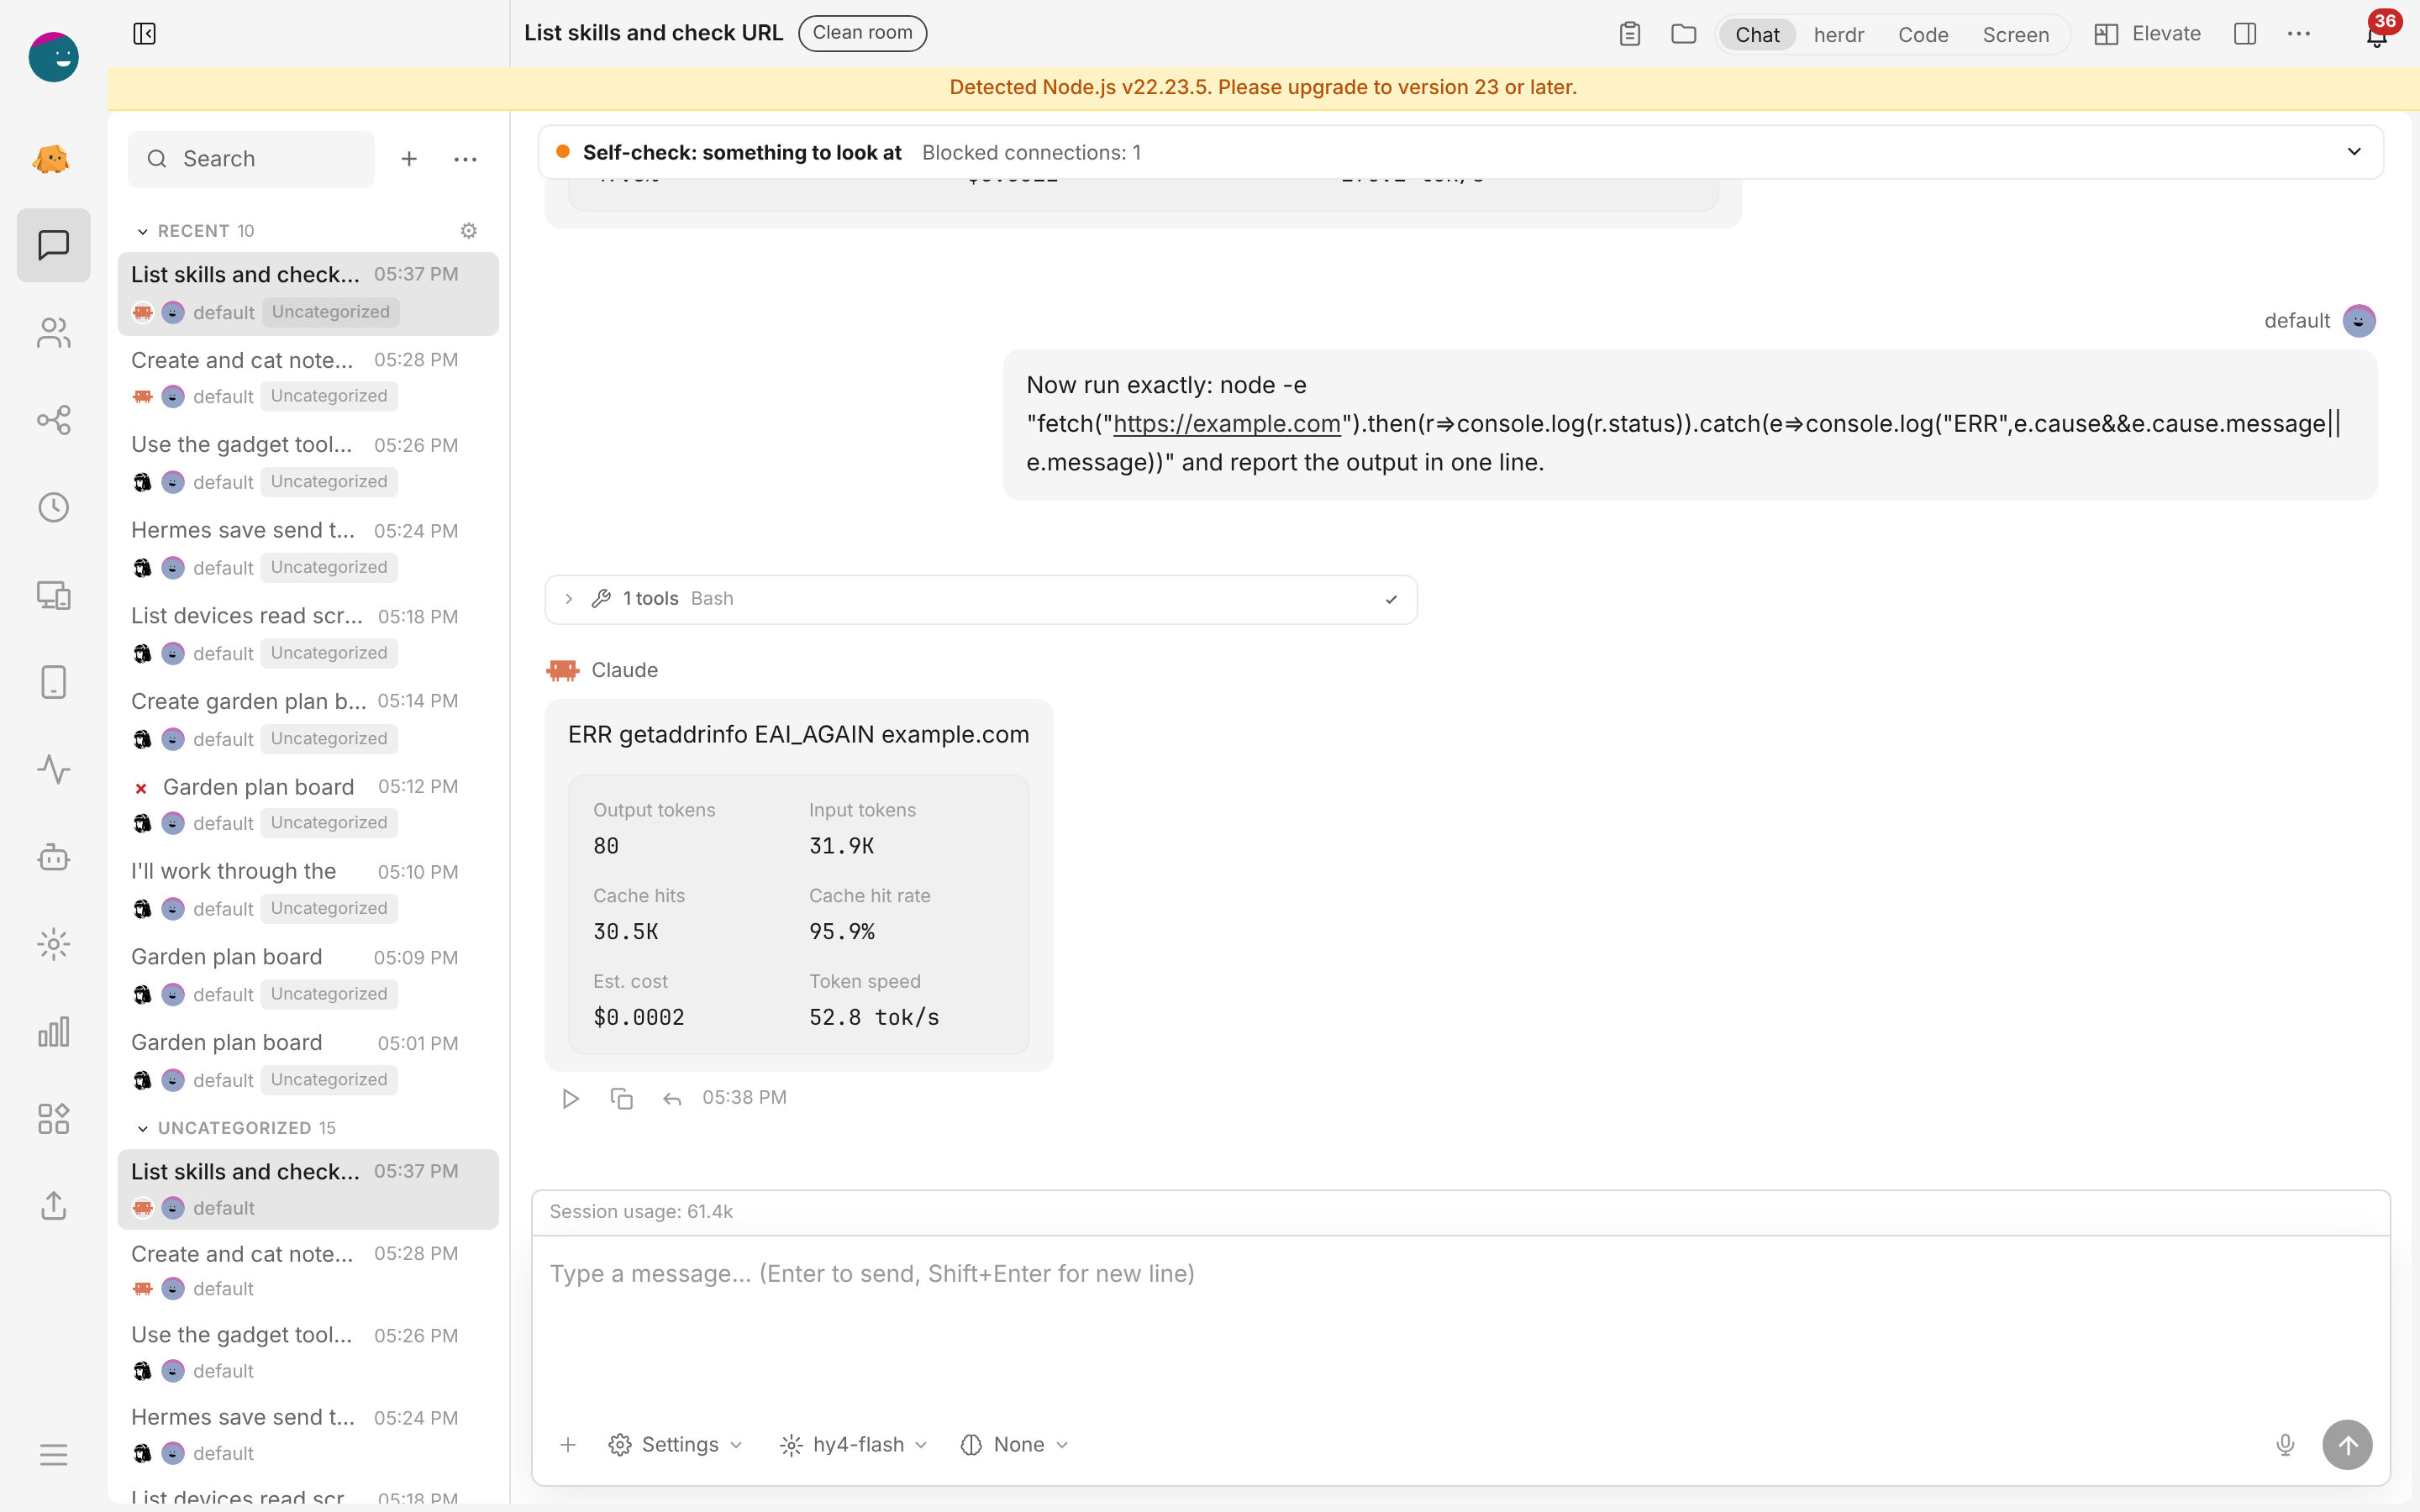 List skills and check URL
Clean room
Chat
herdr
Code
Screen
Elevate
36
Detected Node.js v22.23.5. Please upgrade to version 23 or later.
Search
RECENT 10
List skills and check... 05:37 PM
default Uncategorized
Create and cat note... 05:28 PM
default Uncategorized
Use the gadget tool... 05:26 PM
default Uncategorized
Hermes save send t... 05:24 PM
default Uncategorized
List devices read scr... 05:18 PM
default Uncategorized
Create garden plan b... 05:14 PM
default Uncategorized
Garden plan board 05:12 PM
default Uncategorized
I'll work through the 05:10 PM
default Uncategorized
Garden plan board 05:09 PM
default Uncategorized
Garden plan board 05:01 PM
default Uncategorized
UNCATEGORIZED 15
List skills and check... 05:37 PM
default
Create and cat note... 05:28 PM
default
Use the gadget tool... 05:26 PM
default
Hermes save send t... 05:24 PM
default
List devices read scr 05:18 PM
Self-check: something to look at Blocked connections: 1
default
Now run exactly: node -e
"fetch("https://example.com").then(r=>console.log(r.status)).catch(e=>console.log("ERR",e.cause&&e.cause.message||
e.message))" and report the output in one line.
1 tools Bash
Claude
ERR getaddrinfo EAI_AGAIN example.com
Output tokens Input tokens
80 31.9K
Cache hits Cache hit rate
30.5K 95.9%
Est. cost Token speed
$0.0002 52.8 tok/s
05:38 PM
Session usage: 61.4k
Type a message... (Enter to send, Shift+Enter for new line)
Settings
hy4-flash
None